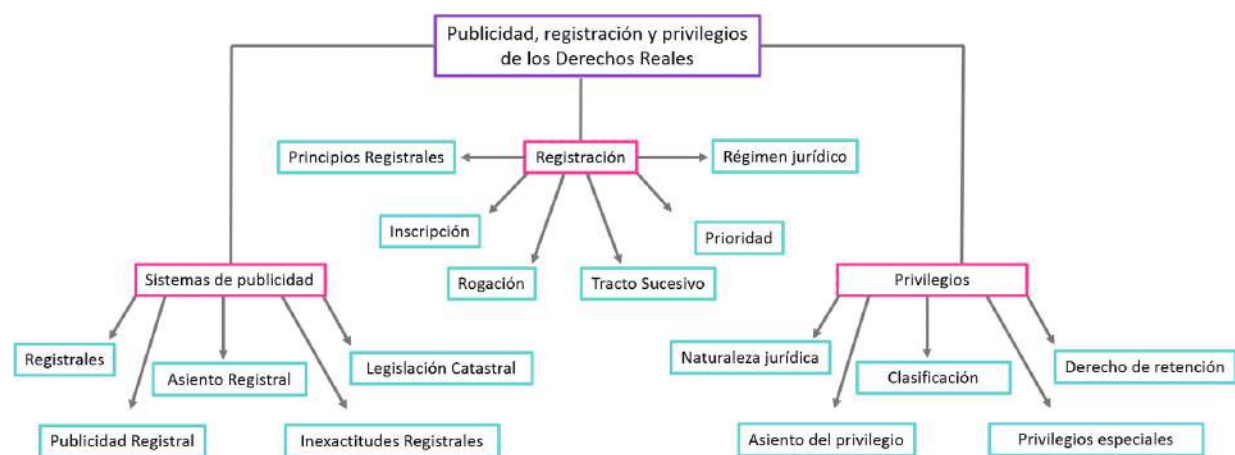 Publicidad, registración y privilegios
de los Derechos Reales
Principios Registrales
Registración
Régimen jurídico
Inscripción
Prioridad
Rogación
Tracto Sucesivo
Sistemas de publicidad
Privilegios
Registrales
Asiento Registral
Legislación Catastral
Publicidad Registral
Inexactitudes Registrales
Naturaleza jurídica
Clasificación
Derecho de retención
Asiento del privilegio
Privilegios especiales